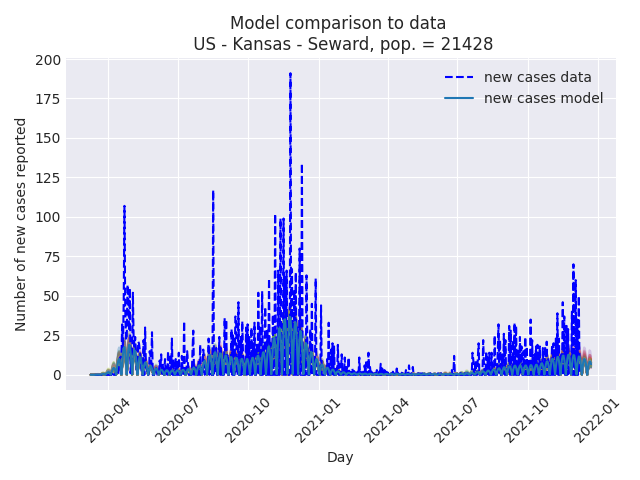 Model comparison to data
US - Kansas - Seward, pop. = 21428
200
175
150
125
100
75
50
25
0
Number of new cases reported
new cases data
new cases model
2020-04
2020-07
2020-10
2021-01
2021-04
2021-07
2021-10
2022-01
Day